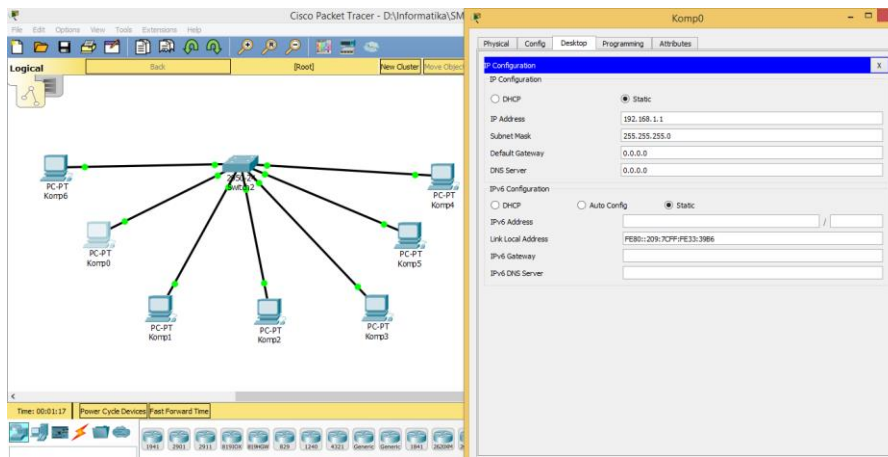 Cisco Packet Tracer - D:\Informatika\SM
File Edit Options View Tools Extensions Help
Logical
Back
[Root]
New Cluster
Move Object
PC-PT
Komp6
Switch2
PC-PT
Komp4
PC-PT
Komp0
PC-PT
Komp5
PC-PT
Komp1
PC-PT
Komp2
PC-PT
Komp3
Time: 00:01:17
Power Cycle Devices
Fast Forward Time
1941
2901
2911
819IOX
819HGW
829
1240
4321
Generic
Generic
1841
2620XM
Komp0
Physical
Config
Desktop
Programming
Attributes
IP Configuration
X
IP Configuration
DHCP
Static
IP Address
192.168.1.1
Subnet Mask
255.255.255.0
Default Gateway
0.0.0.0
DNS Server
0.0.0.0
IPv6 Configuration
DHCP
Auto Config
Static
IPv6 Address
/
Link Local Address
FE80::209:7CFF:FE33:39B6
IPv6 Gateway
IPv6 DNS Server